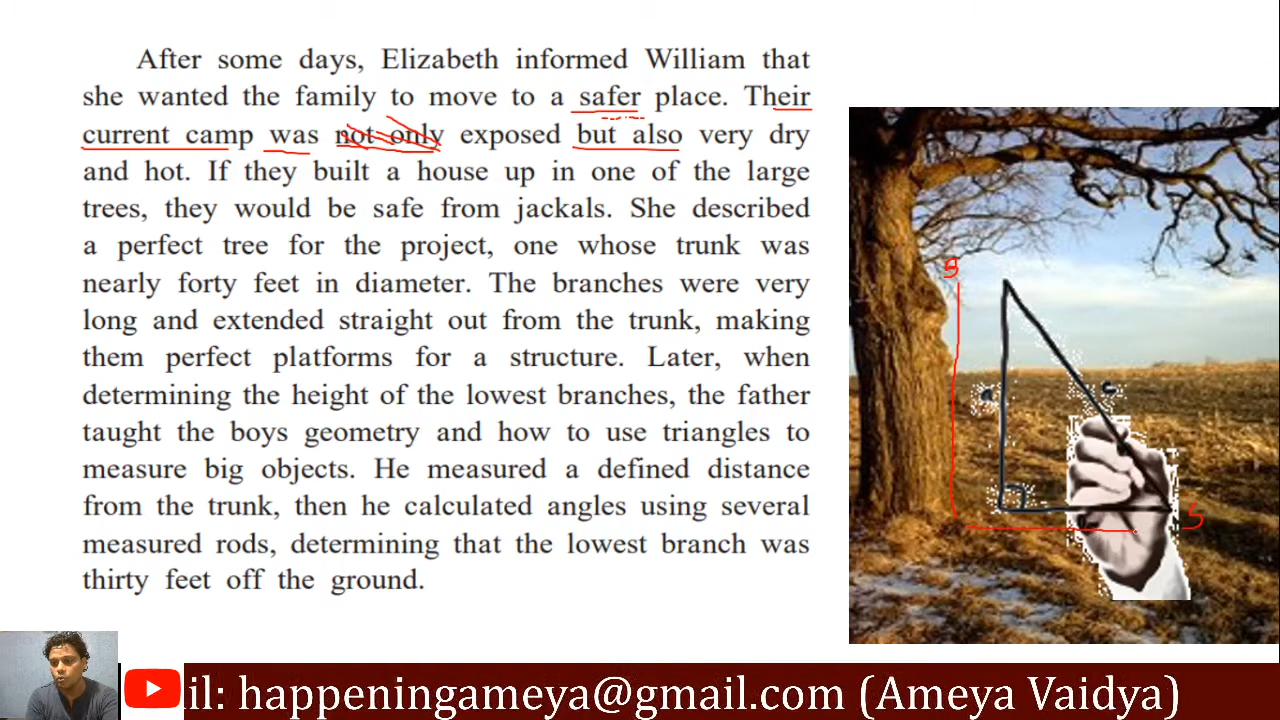 After some days, Elizabeth informed William that
she wanted the family to move to a safer place. Their
current camp was not only exposed but also very dry
and hot. If they built a house up in one of the large
trees, they would be safe from jackals. She described
a perfect tree for the project, one whose trunk was
nearly forty feet in diameter. The branches were very
long and extended straight out from the trunk, making
them perfect platforms for a structure. Later, when
determining the height of the lowest branches, the father
taught the boys geometry and how to use triangles to
measure big objects. He measured a defined distance
from the trunk, then he calculated angles using several
measured rods, determining that the lowest branch was
thirty feet off the ground.
a
c
il: happeningameya@gmail.com (Ameya Vaidya)